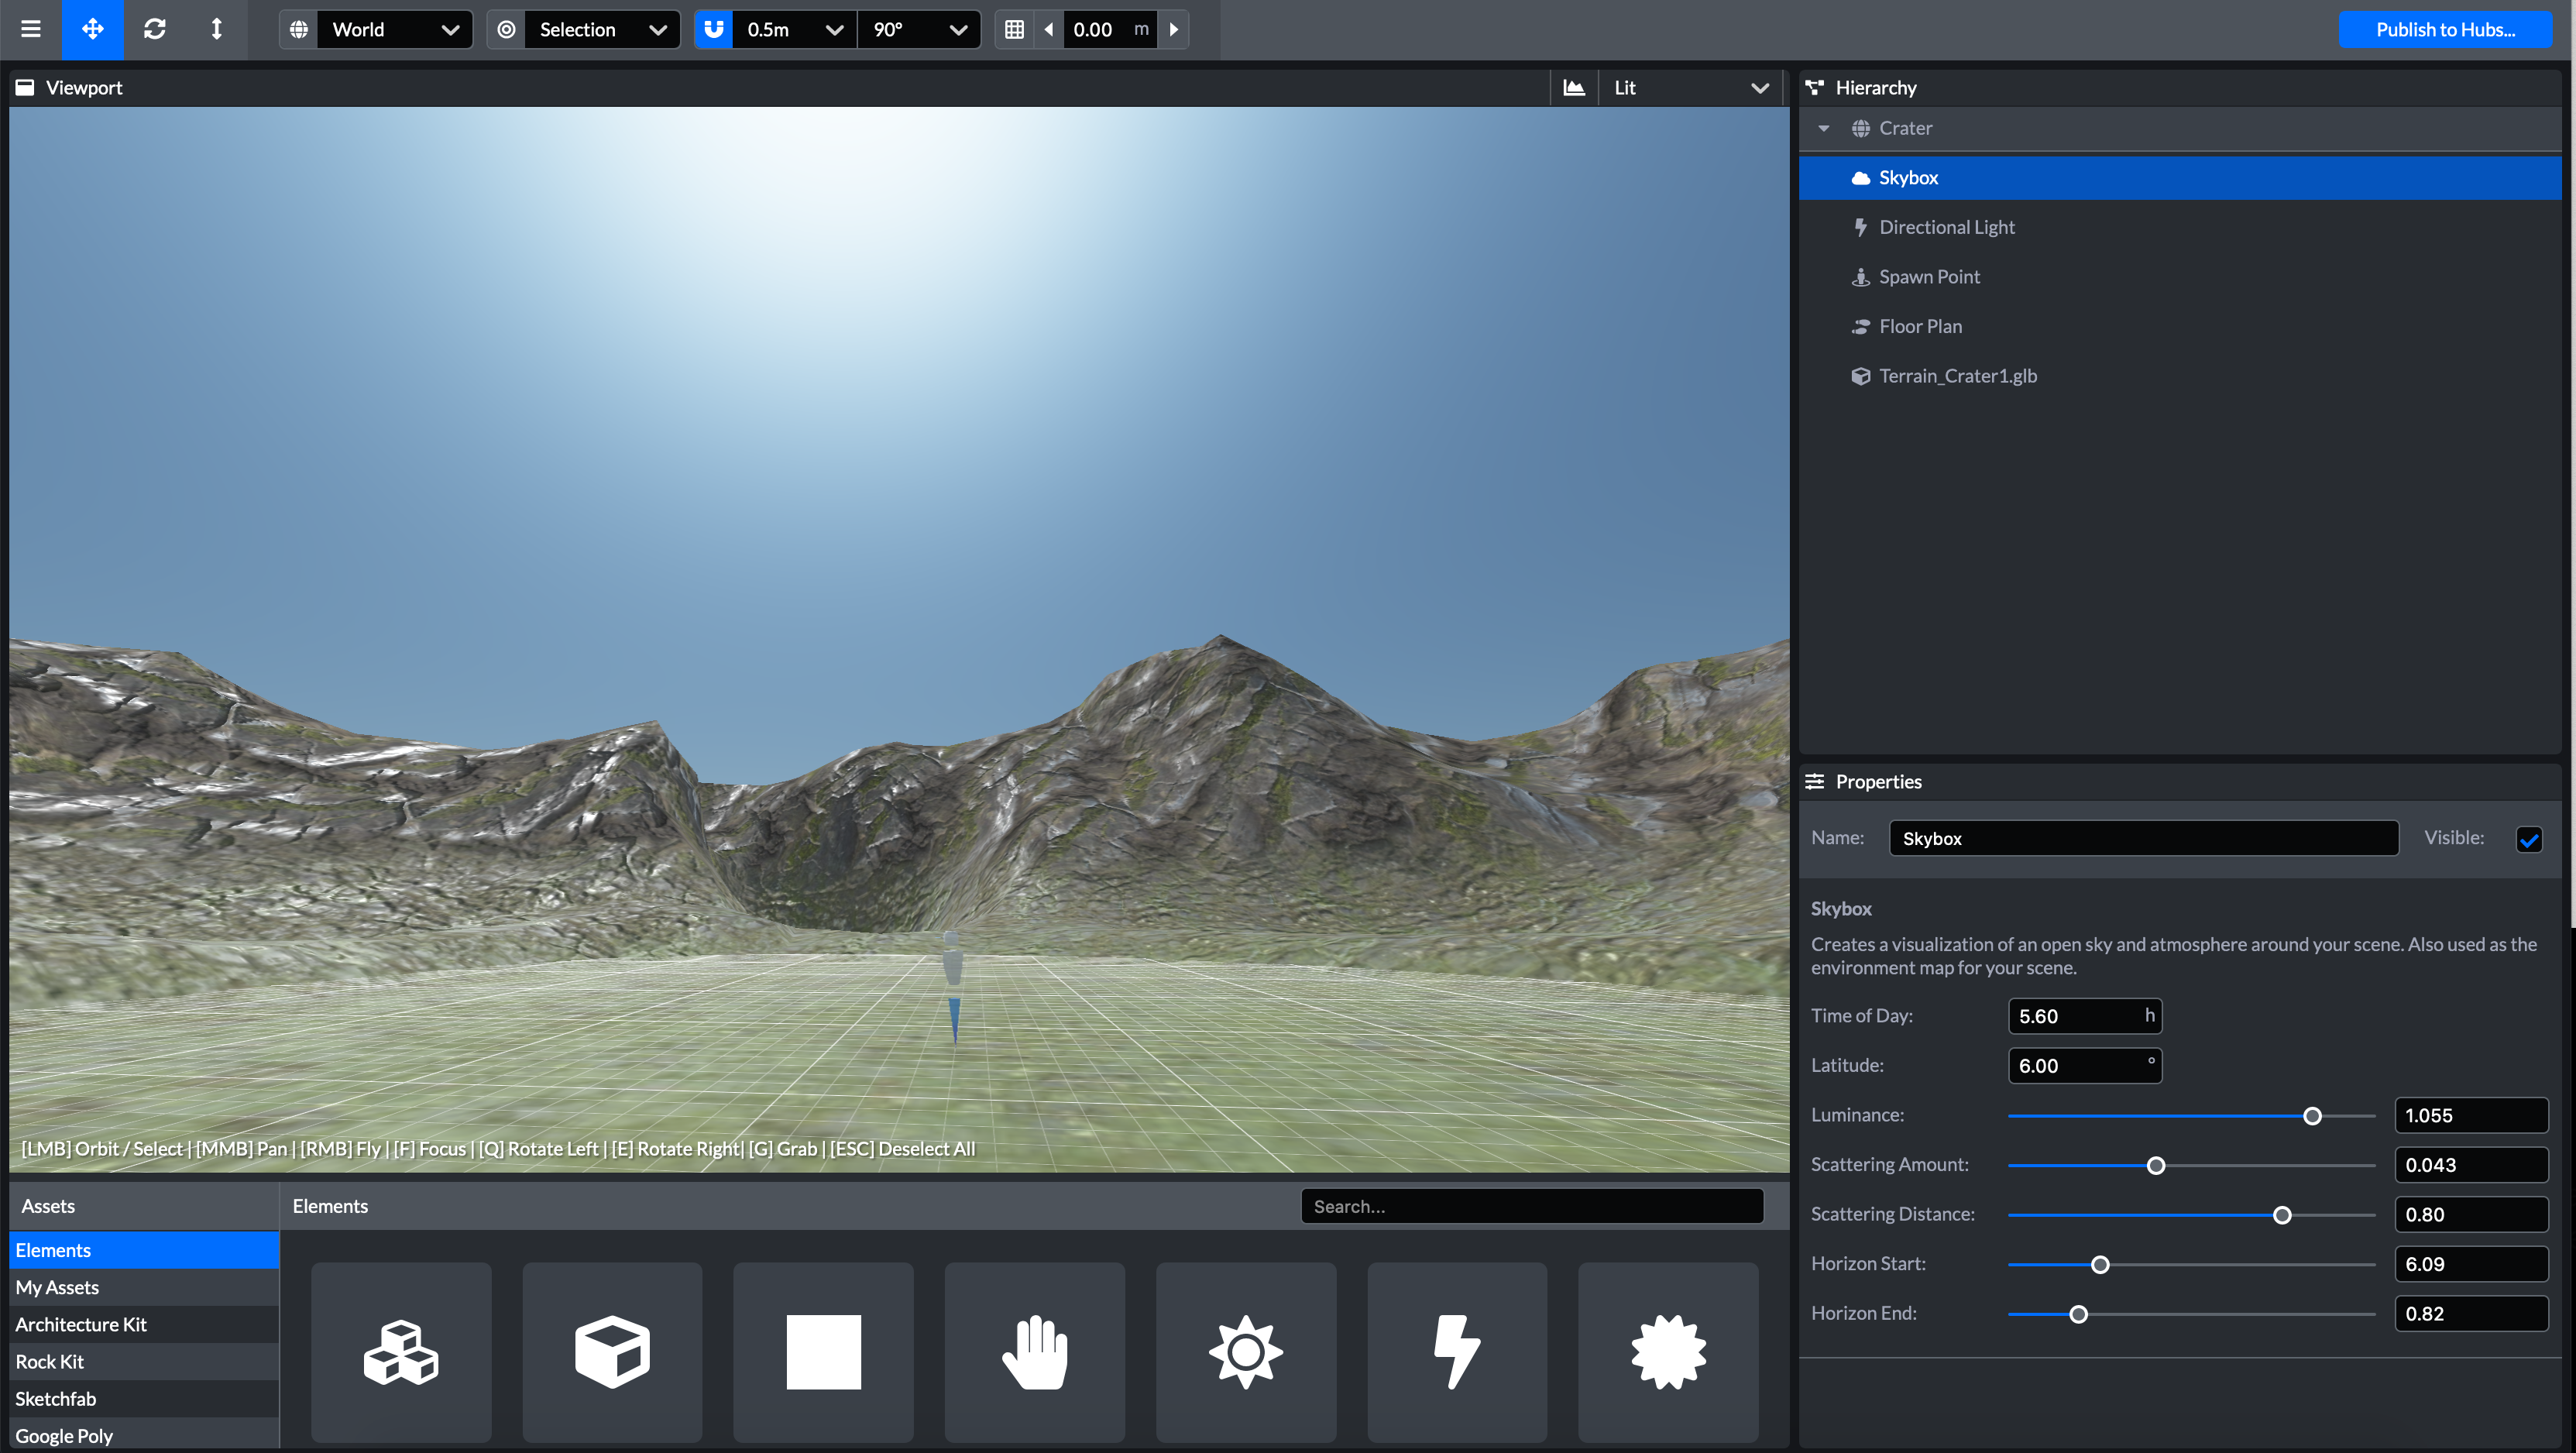 World
Selection
0.5m
90°
0.00 m
Publish to Hubs...
Viewport
Lit
Hierarchy
Crater
Skybox
Directional Light
Spawn Point
Floor Plan
Terrain_Crater1.glb
[LMB] Orbit / Select | [MMB] Pan | [RMB] Fly | [F] Focus | [Q] Rotate Left | [E] Rotate Right| [G] Grab | [ESC] Deselect All
Properties
Name: Skybox Visible:
Skybox
Creates a visualization of an open sky and atmosphere around your scene. Also used as the
environment map for your scene.
Time of Day: 5.60 h
Latitude: 6.00 °
Luminance: 1.055
Scattering Amount: 0.043
Scattering Distance: 0.80
Horizon Start: 6.09
Horizon End: 0.82
Assets
Elements
My Assets
Architecture Kit
Rock Kit
Sketchfab
Google Poly
Elements
Search...